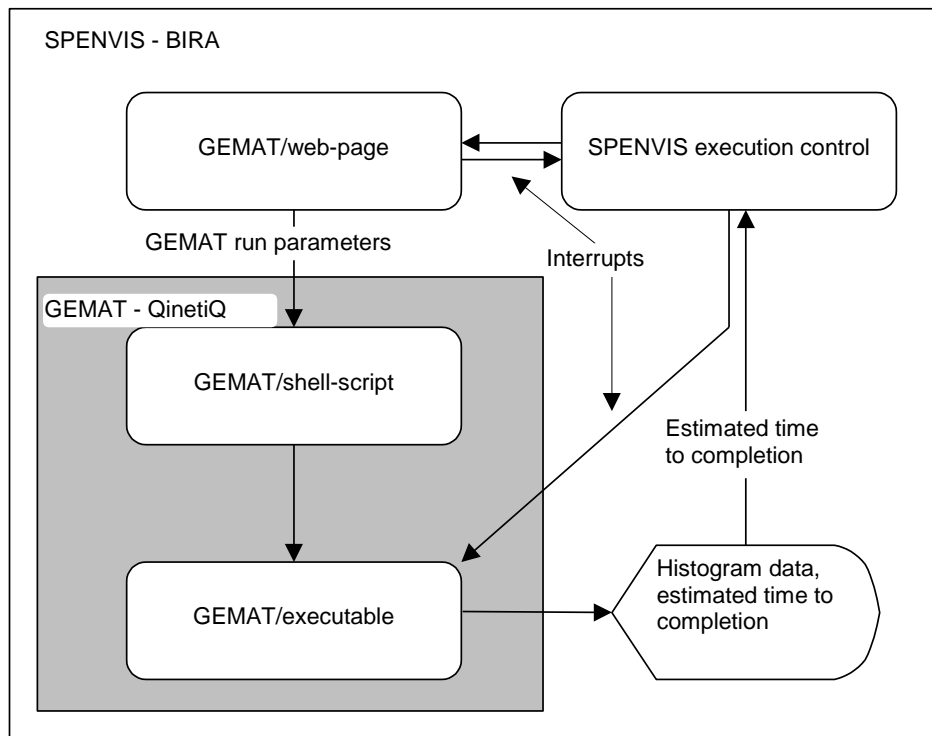 SPENVIS - BIRA
GEMAT/web-page
SPENVIS execution control
GEMAT run parameters
Interrupts
GEMAT - QinetiQ
GEMAT/shell-script
Estimated time
to completion
GEMAT/executable
Histogram data,
estimated time to
completion